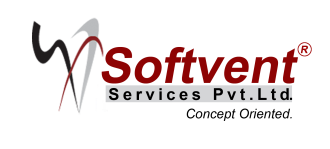 Softvent®
Services Pvt.Ltd.
Concept Oriented.